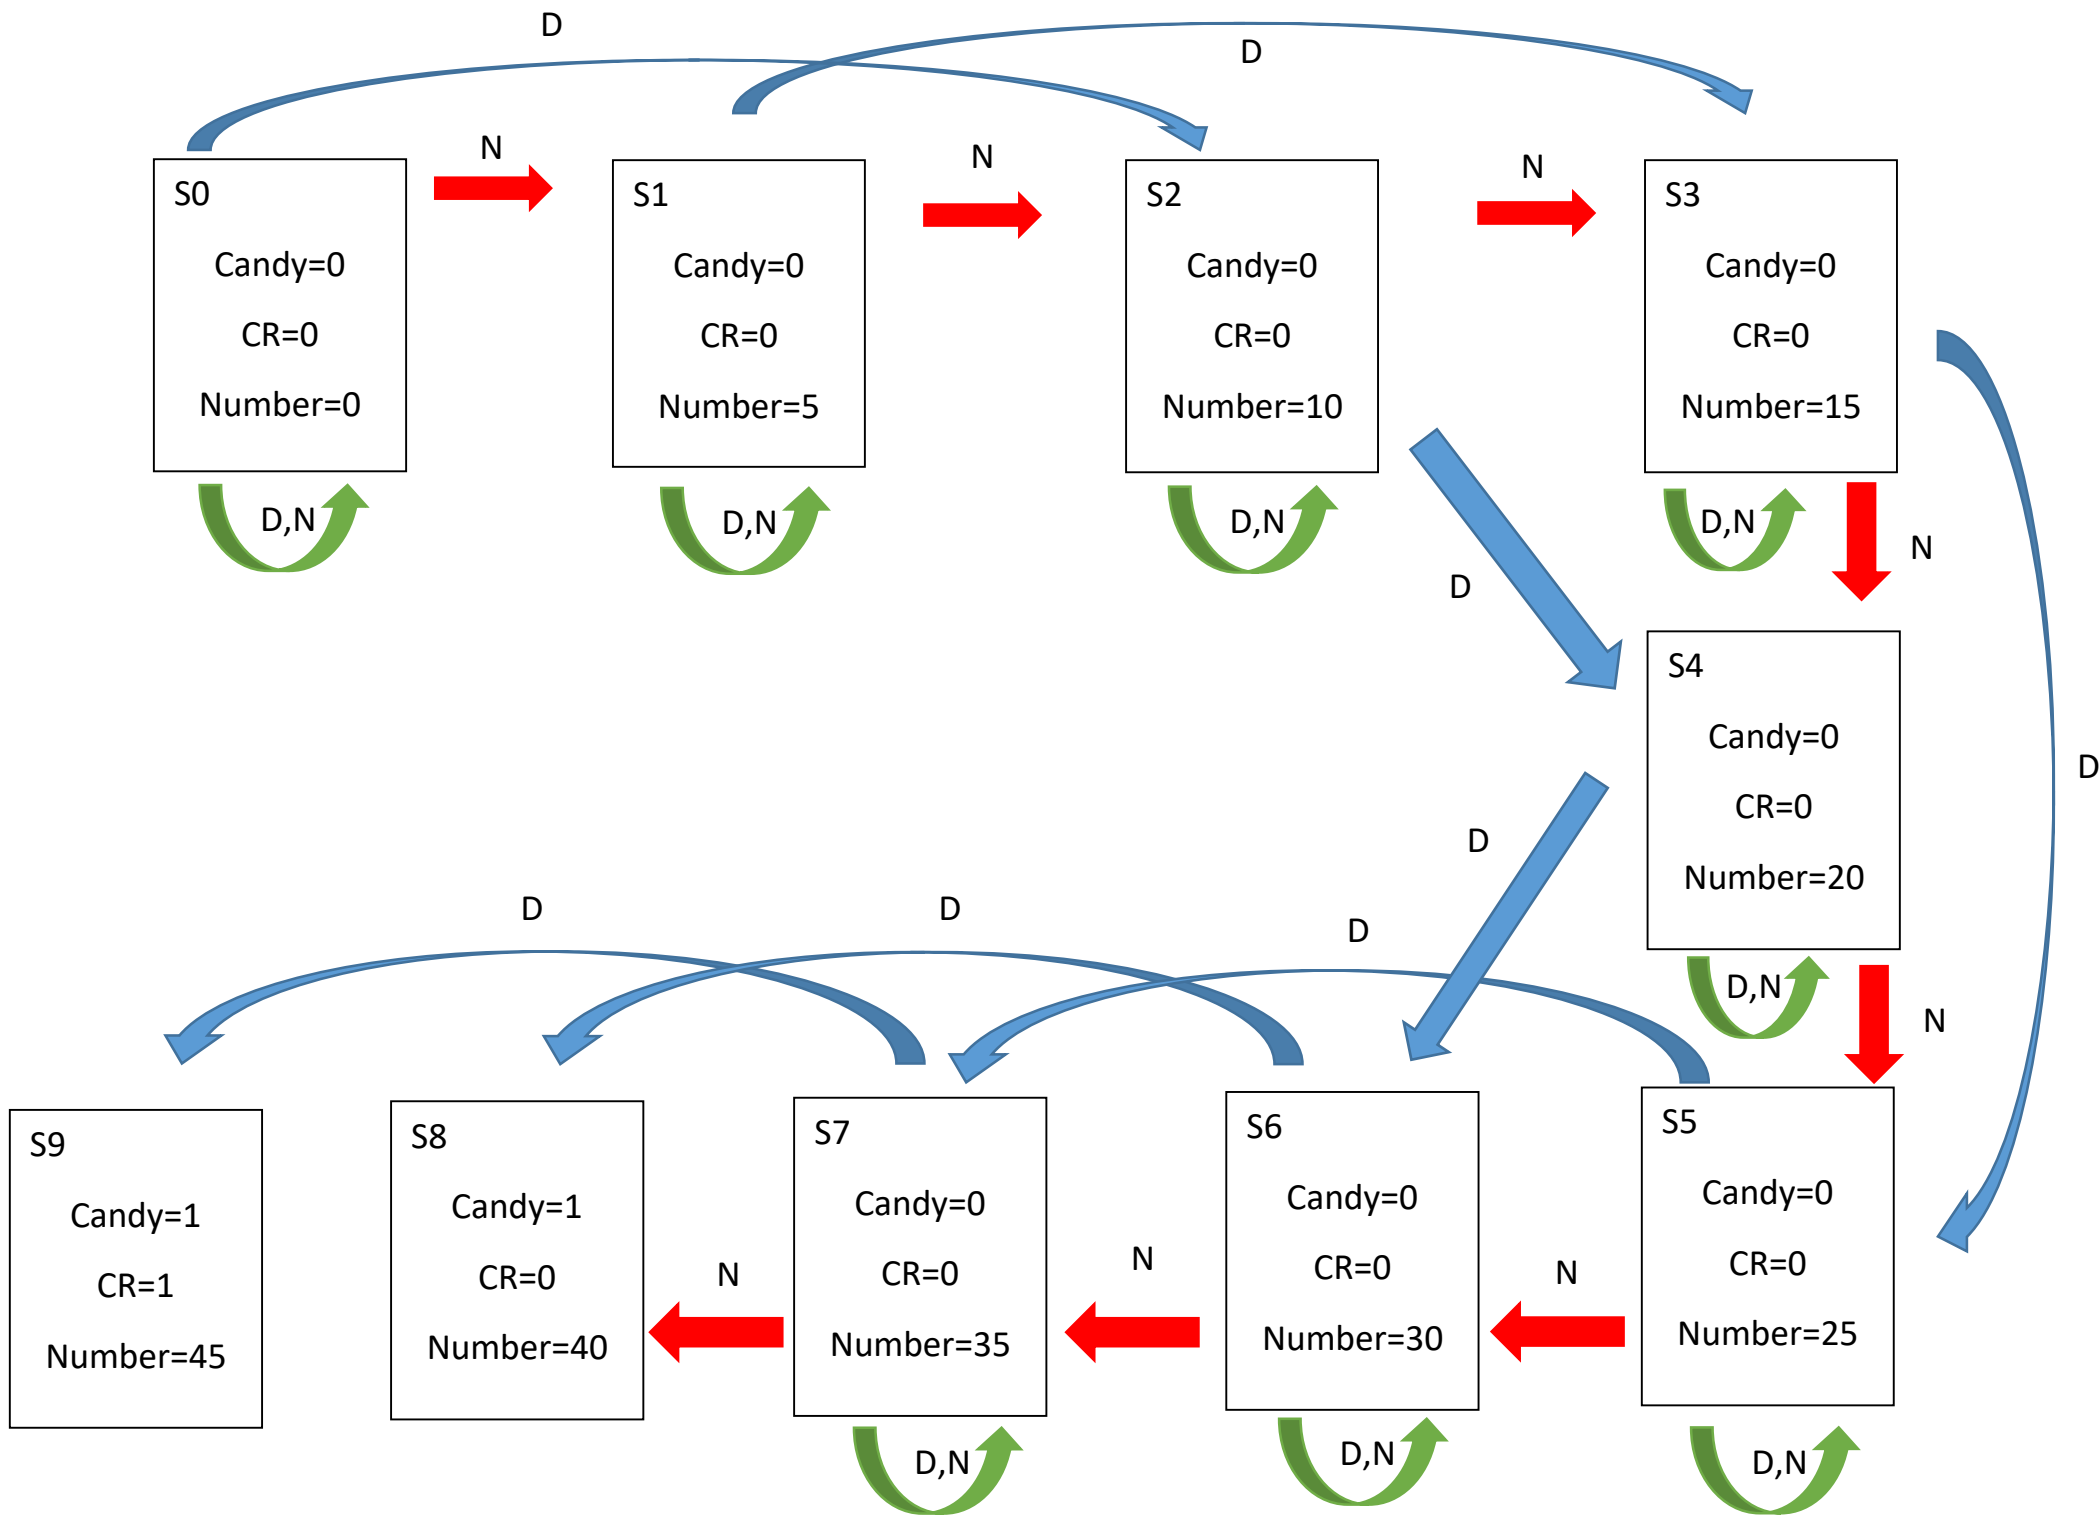 D
D
N
N
N
S0
Candy=0
CR=0
Number=0
D,N
S1
Candy=0
CR=0
Number=5
D,N
S2
Candy=0
CR=0
Number=10
D,N
S3
Candy=0
CR=0
Number=15
D,N
N
D
D
S4
Candy=0
CR=0
Number=20
D,N
N
D
D
D
D
S9
Candy=1
CR=1
Number=45
S8
Candy=1
CR=0
Number=40
N
S7
Candy=0
CR=0
Number=35
D,N
N
S6
Candy=0
CR=0
Number=30
D,N
N
S5
Candy=0
CR=0
Number=25
D,N